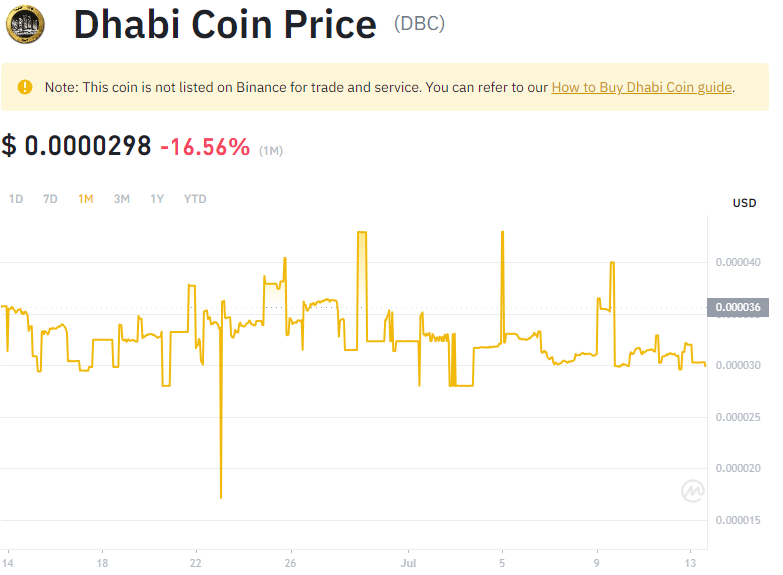 Dhabi Coin Price (DBC)
Note: This coin is not listed on Binance for trade and service. You can refer to our How to Buy Dhabi Coin guide.
$ 0.0000298 -16.56% (1M)
1D 7D 1M 3M 1Y YTD
USD
0.000040
0.000036
0.000030
0.000025
0.000020
0.000015
14 18 22 26 Jul 5 9 13